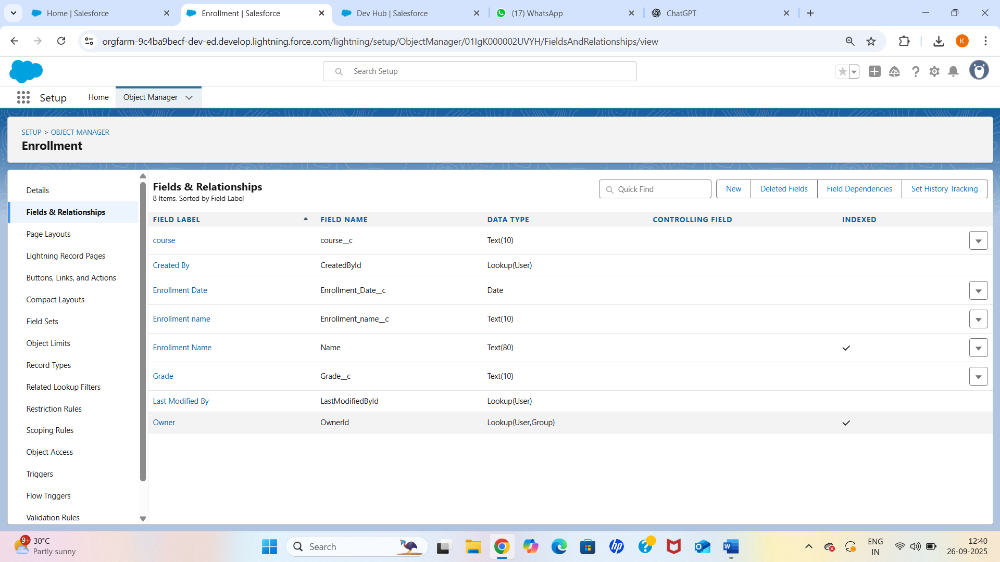 Home | Salesforce
Enrollment | Salesforce
Dev Hub | Salesforce
(17) WhatsApp
ChatGPT
orgfarm-9c4ba9becf-dev-ed.develop.lightning.force.com/lightning/setup/ObjectManager/01IgK000002UVYH/FieldsAndRelationships/view
K
Search Setup
Setup
Home
Object Manager
SETUP > OBJECT MANAGER
Enrollment
Details
Fields & Relationships
Page Layouts
Lightning Record Pages
Buttons, Links, and Actions
Compact Layouts
Field Sets
Object Limits
Record Types
Related Lookup Filters
Restriction Rules
Scoping Rules
Object Access
Triggers
Flow Triggers
Validation Rules
Fields & Relationships
8 Items, Sorted by Field Label
Quick Find
New
Deleted Fields
Field Dependencies
Set History Tracking
FIELD LABEL FIELD NAME DATA TYPE CONTROLLING FIELD INDEXED
course course__c Text(10)
Created By CreatedById Lookup(User)
Enrollment Date Enrollment_Date__c Date
Enrollment name Enrollment_name__c Text(10)
Enrollment Name Name Text(80)
Grade Grade__c Text(10)
Last Modified By LastModifiedById Lookup(User)
Owner OwnerId Lookup(User,Group)
9+
30°C
Partly sunny
Search
hp
W
ENG
IN
12:40
26-09-2025